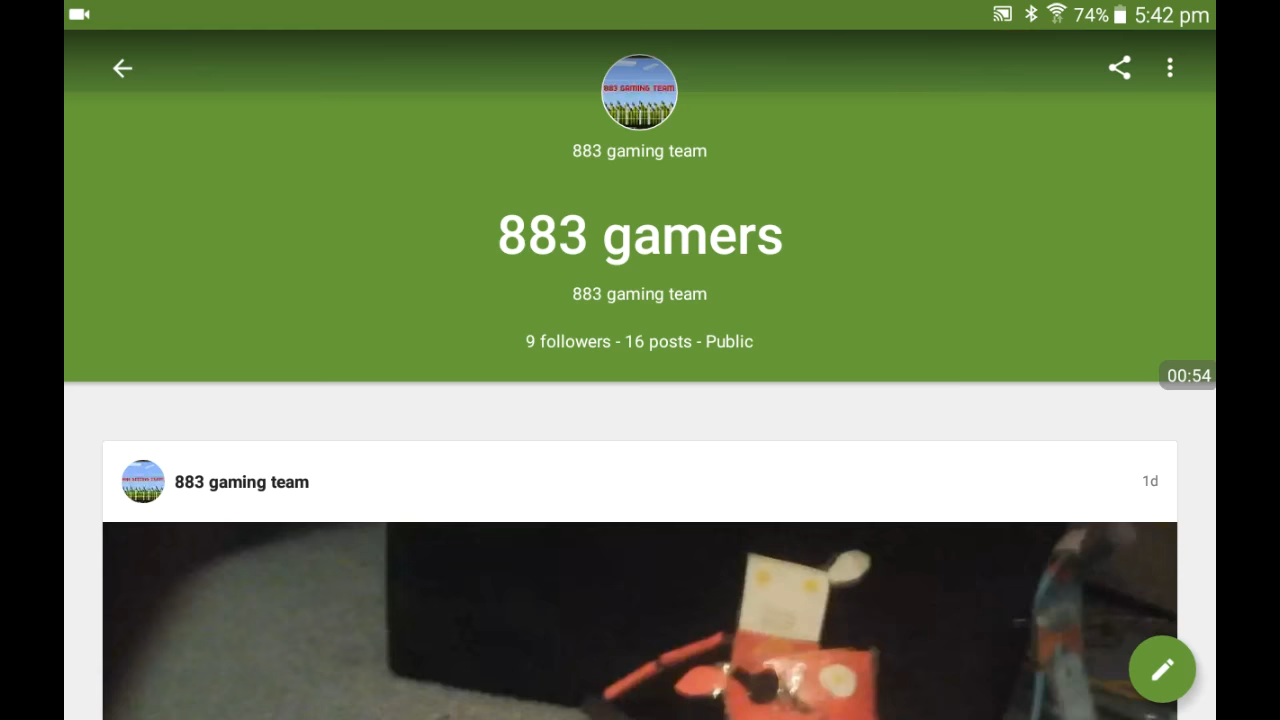 74% 5:42 pm
883 GAMING TEAM
883 gaming team
883 gamers
883 gaming team
9 followers - 16 posts - Public
00:54
883 gaming team
1d